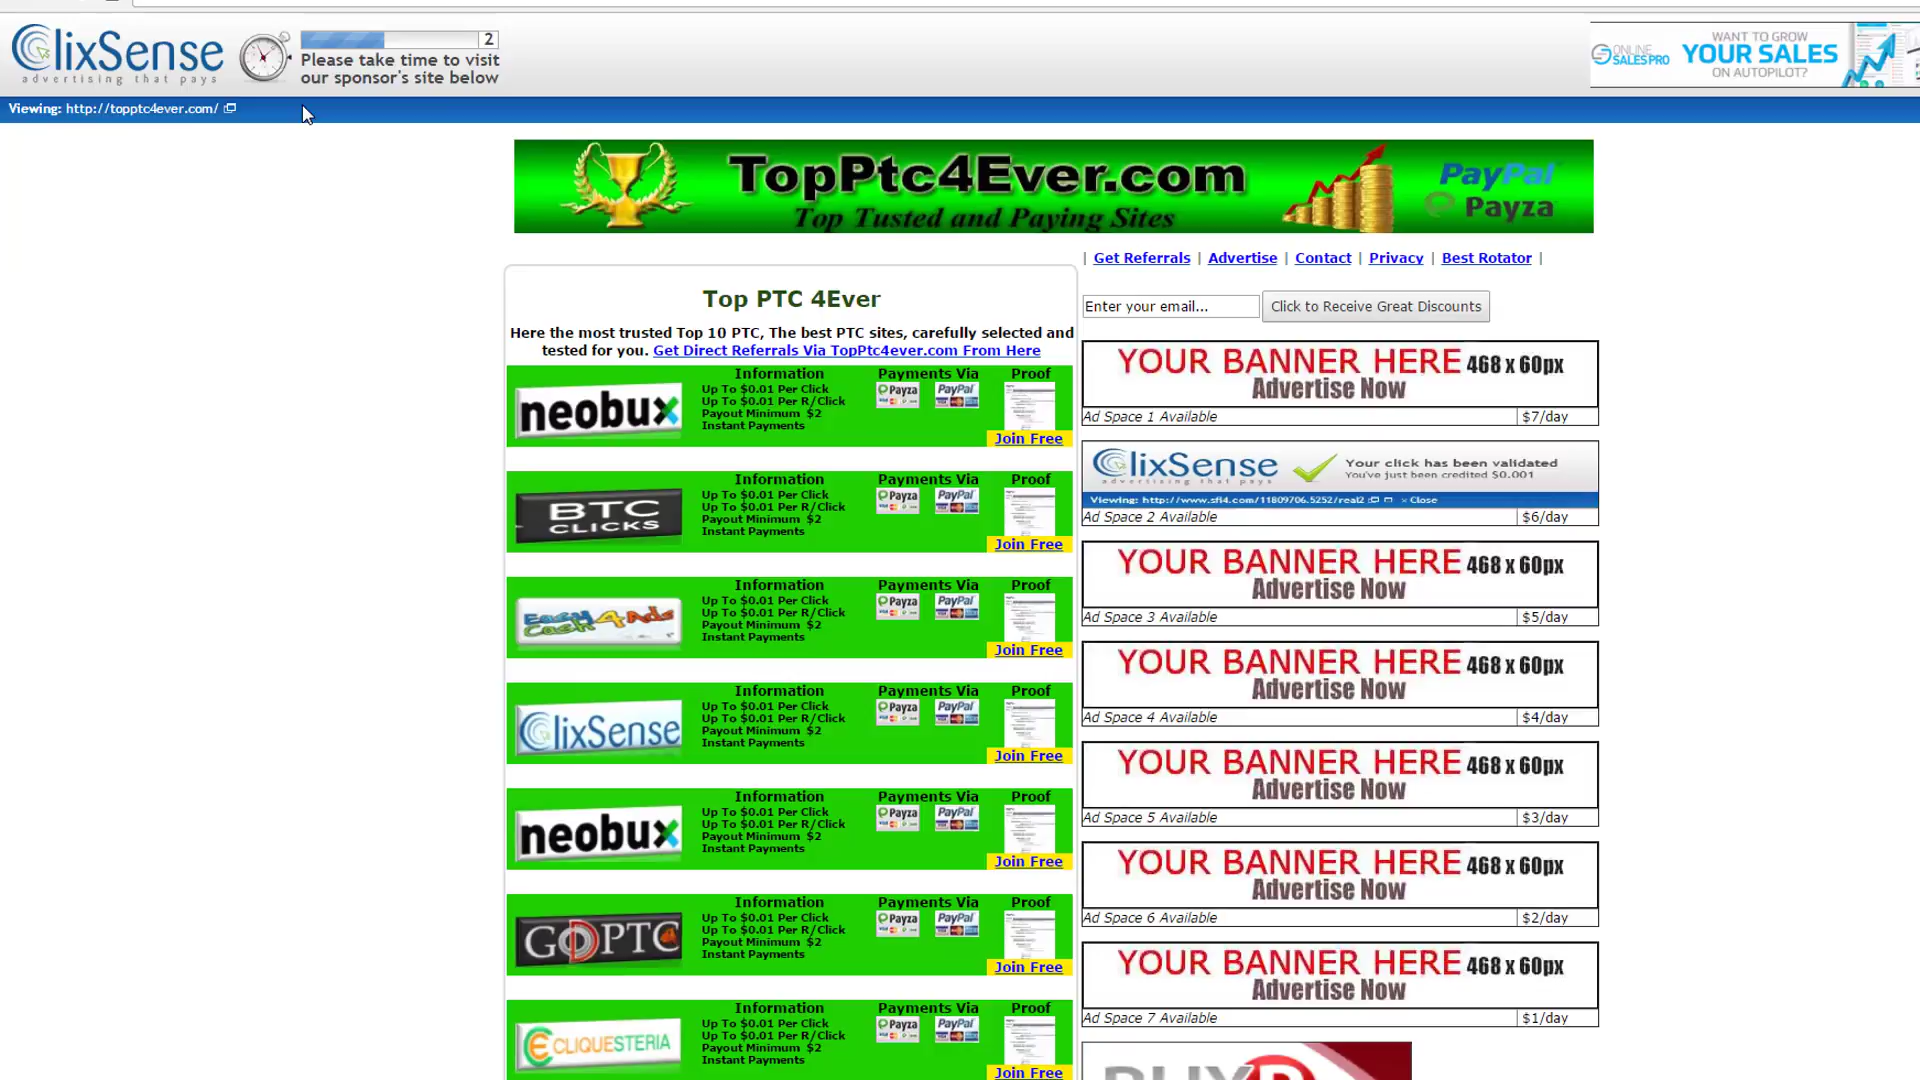 ClixSense
advertising that pays
2
Please take time to visit
our sponsor's site below
ONLINE
SALESPRO
WANT TO GROW
YOUR SALES
ON AUTOPILOT?
Viewing: http://topptc4ever.com/
TopPtc4Ever.com
Top Tusted and Paying Sites
PayPal
Payza
| Get Referrals | Advertise | Contact | Privacy | Best Rotator |
Enter your email... Click to Receive Great Discounts
Top PTC 4Ever
Here the most trusted Top 10 PTC, The best PTC sites, carefully selected and
tested for you. Get Direct Referrals Via TopPtc4ever.com From Here
neobux
Information
Up To $0.01 Per Click
Up To $0.01 Per R/Click
Payout Minimum $2
Instant Payments
Payments Via
Payza PayPal
Proof
Join Free
BTC
CLICKS
Information
Up To $0.01 Per Click
Up To $0.01 Per R/Click
Payout Minimum $2
Instant Payments
Payments Via
Payza PayPal
Proof
Join Free
Easy
Cash4Ads
Information
Up To $0.01 Per Click
Up To $0.01 Per R/Click
Payout Minimum $2
Instant Payments
Payments Via
Payza PayPal
Proof
Join Free
ClixSense
Information
Up To $0.01 Per Click
Up To $0.01 Per R/Click
Payout Minimum $2
Instant Payments
Payments Via
Payza PayPal
Proof
Join Free
neobux
Information
Up To $0.01 Per Click
Up To $0.01 Per R/Click
Payout Minimum $2
Instant Payments
Payments Via
Payza PayPal
Proof
Join Free
GODPTC
Information
Up To $0.01 Per Click
Up To $0.01 Per R/Click
Payout Minimum $2
Instant Payments
Payments Via
Payza PayPal
Proof
Join Free
CLIQUESTERIA
Information
Up To $0.01 Per Click
Up To $0.01 Per R/Click
Payout Minimum $2
Instant Payments
Payments Via
Payza PayPal
Proof
Join Free
YOUR BANNER HERE 468 x 60px
Advertise Now
Ad Space 1 Available $7/day
ClixSense
advertising that pays
Your click has been validated
You've just been credited $0.001
Viewing: http://www.sfi4.com/11809706.5252/real2 × Close
Ad Space 2 Available $6/day
YOUR BANNER HERE 468 x 60px
Advertise Now
Ad Space 3 Available $5/day
YOUR BANNER HERE 468 x 60px
Advertise Now
Ad Space 4 Available $4/day
YOUR BANNER HERE 468 x 60px
Advertise Now
Ad Space 5 Available $3/day
YOUR BANNER HERE 468 x 60px
Advertise Now
Ad Space 6 Available $2/day
YOUR BANNER HERE 468 x 60px
Advertise Now
Ad Space 7 Available $1/day